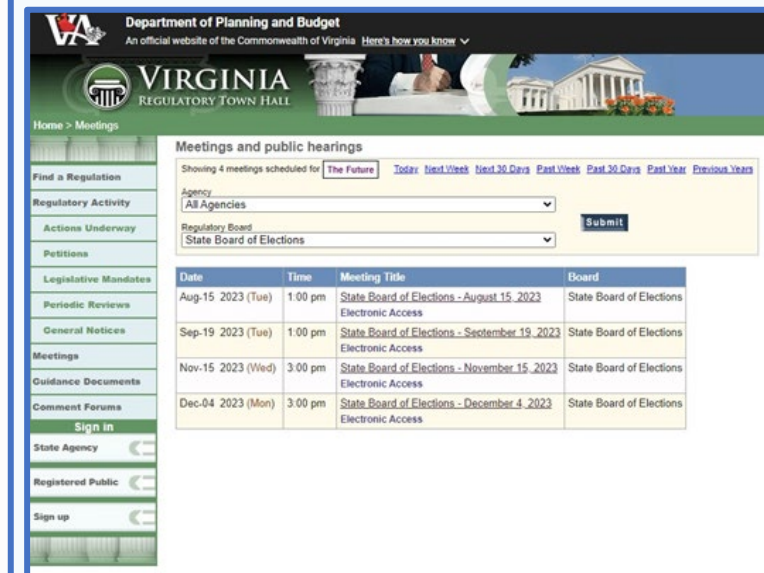 VA
Department of Planning and Budget
An official website of the Commonwealth of Virginia Here's how you know
VIRGINIA
REGULATORY TOWN HALL
Home > Meetings
Find a Regulation
Regulatory Activity
Actions Underway
Petitions
Legislative Mandates
Periodic Reviews
General Notices
Meetings
Guidance Documents
Comment Forums
Sign in
State Agency
Registered Public
Sign up
Meetings and public hearings
Showing 4 meetings scheduled for The Future Today Next Week Next 30 Days Past Week Past 30 Days Past Year Previous Years
Agency
All Agencies
Regulatory Board
State Board of Elections
Submit
Date Time Meeting Title Board
Aug-15 2023 (Tue) 1:00 pm State Board of Elections - August 15, 2023 State Board of Elections
Electronic Access
Sep-19 2023 (Tue) 1:00 pm State Board of Elections - September 19, 2023 State Board of Elections
Electronic Access
Nov-15 2023 (Wed) 3:00 pm State Board of Elections - November 15, 2023 State Board of Elections
Electronic Access
Dec-04 2023 (Mon) 3:00 pm State Board of Elections - December 4, 2023 State Board of Elections
Electronic Access